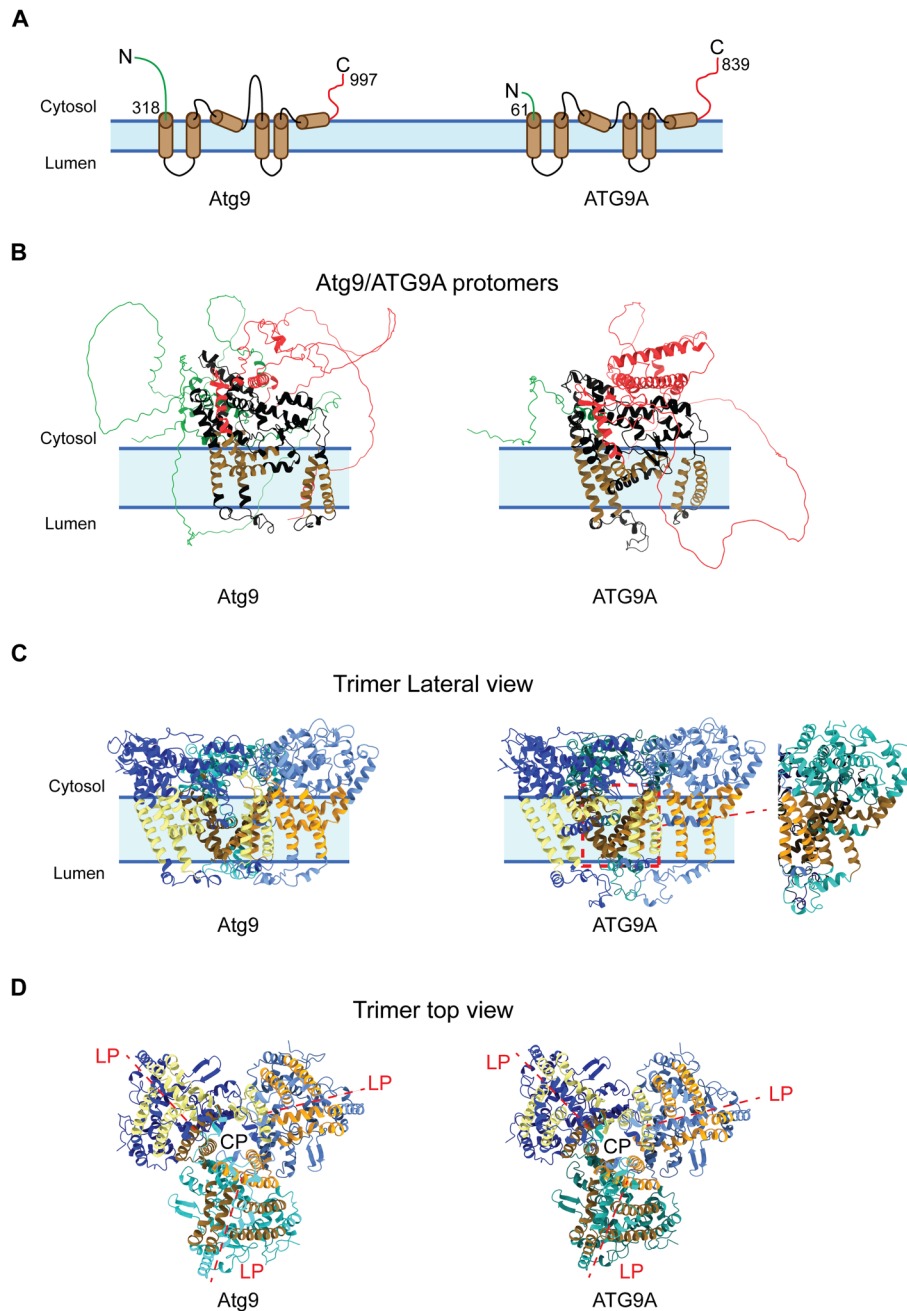 A
N
318
C
997
N
61
C
839
Cytosol
Lumen
Atg9
ATG9A
B
Atg9/ATG9A protomers
Cytosol
Lumen
Atg9
ATG9A
C
Trimer Lateral view
Cytosol
Lumen
Atg9
ATG9A
D
Trimer top view
LP
LP
CP
LP
Atg9
LP
LP
CP
LP
ATG9A